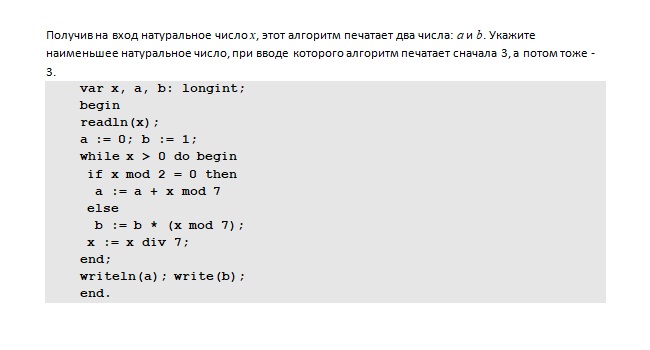 Получив на вход натуральное число x, этот алгоритм печатает два числа: a и b. Укажите
наименьшее натуральное число, при вводе которого алгоритм печатает сначала 3, а потом тоже -
3.
var x, a, b: longint;
begin
readln(x);
a := 0; b := 1;
while x > 0 do begin
if x mod 2 = 0 then
a := a + x mod 7
else
b := b * (x mod 7);
x := x div 7;
end;
writeln(a); write(b);
end.